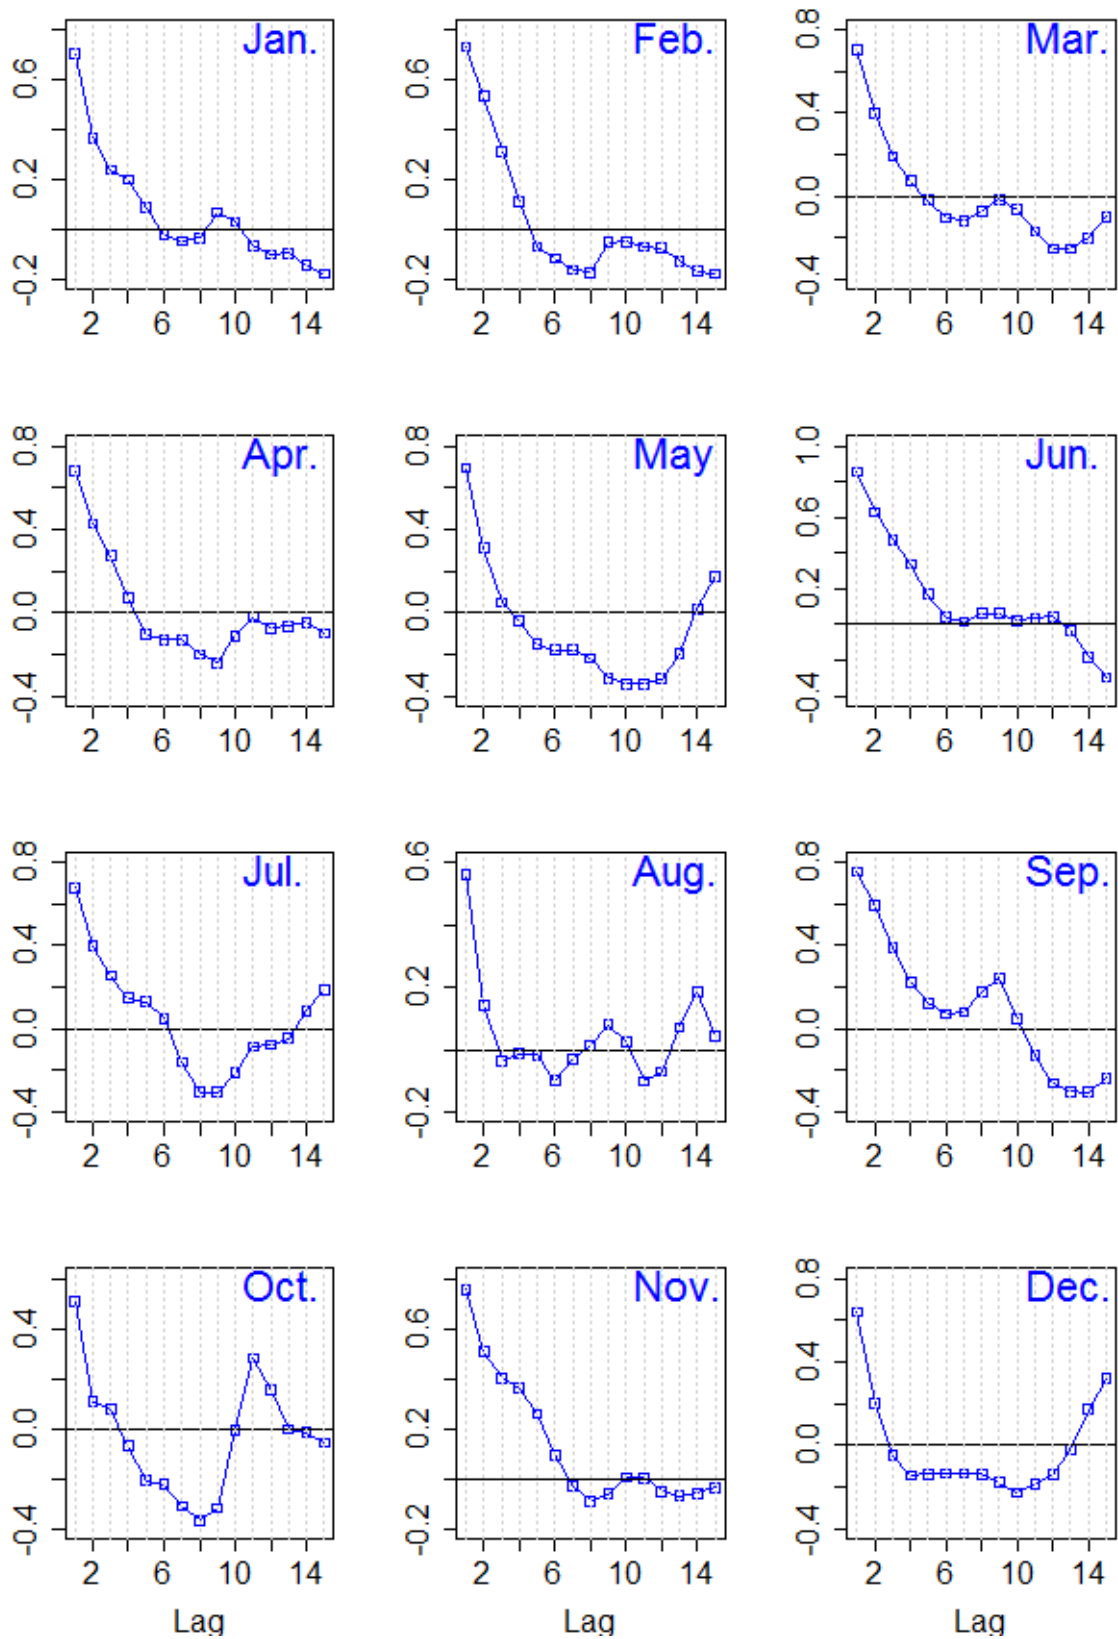 Jan. Feb. Mar.
-0.2 0.2 0.6
-0.2 0.2 0.6
-0.4 0.0 0.4 0.8
2 6 10 14 2 6 10 14 2 6 10 14
Apr. May Jun.
-0.4 0.0 0.4 0.8
-0.4 0.0 0.4 0.8
-0.4 0.2 0.6 1.0
2 6 10 14 2 6 10 14 2 6 10 14
Jul. Aug. Sep.
-0.4 0.0 0.4 0.8
-0.2 0.2 0.6
-0.4 0.0 0.4 0.8
2 6 10 14 2 6 10 14 2 6 10 14
Oct. Nov. Dec.
-0.4 0.0 0.4
-0.2 0.2 0.6
-0.4 0.0 0.4 0.8
2 6 10 14 2 6 10 14 2 6 10 14
Lag Lag Lag